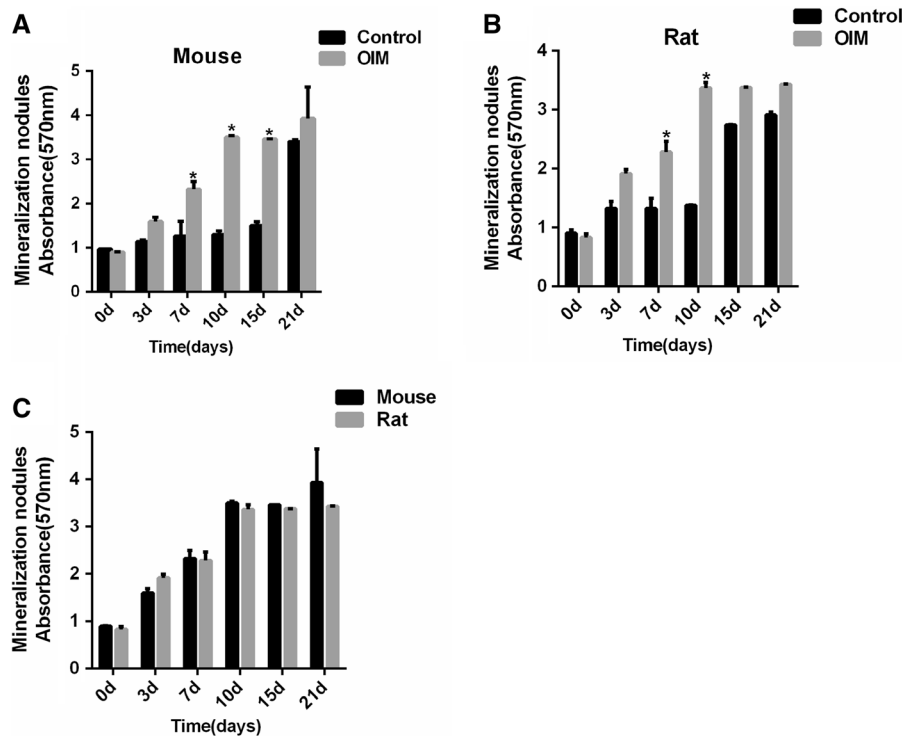 A
Mouse
Control
OIM
Mineralization nodules
Absorbance(570nm)
5
4
3
2
1
0
*
*
*
0d
3d
7d
10d
15d
21d
Time(days)
B
Rat
Control
OIM
Mineralization nodules
Absorbance(570nm)
4
3
2
1
0
*
*
0d
3d
7d
10d
15d
21d
Time(days)
C
Mouse
Rat
Mineralization nodules
Absorbance(570nm)
5
4
3
2
1
0
0d
3d
7d
10d
15d
21d
Time(days)